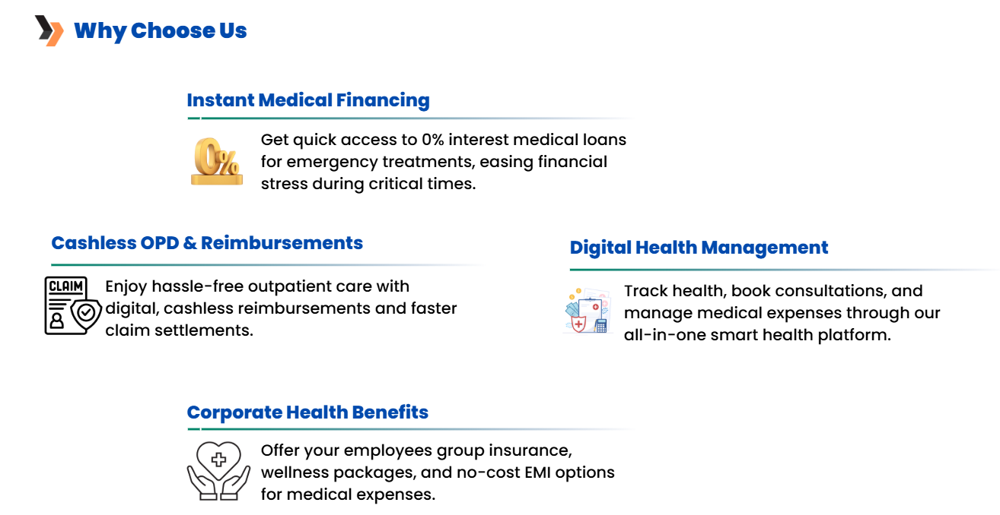 Why Choose Us
Instant Medical Financing
0%
Get quick access to 0% interest medical loans
for emergency treatments, easing financial
stress during critical times.
Cashless OPD & Reimbursements
CLAIM
Enjoy hassle-free outpatient care with
digital, cashless reimbursements and faster
claim settlements.
Digital Health Management
Track health, book consultations, and
manage medical expenses through our
all-in-one smart health platform.
Corporate Health Benefits
Offer your employees group insurance,
wellness packages, and no-cost EMI options
for medical expenses.